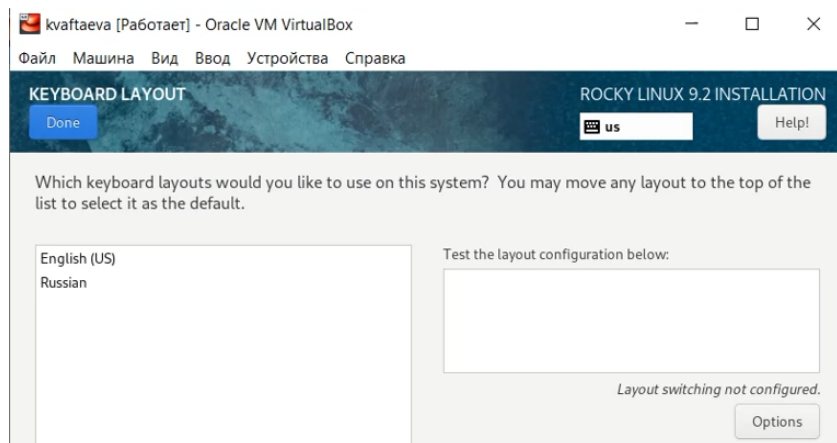 kvaftaeva [Работает] - Oracle VM VirtualBox
Файл Машина Вид Ввод Устройства Справка
KEYBOARD LAYOUT
Done
ROCKY LINUX 9.2 INSTALLATION
us
Help!
Which keyboard layouts would you like to use on this system? You may move any layout to the top of the
list to select it as the default.
English (US)
Russian
Test the layout configuration below:
Layout switching not configured.
Options